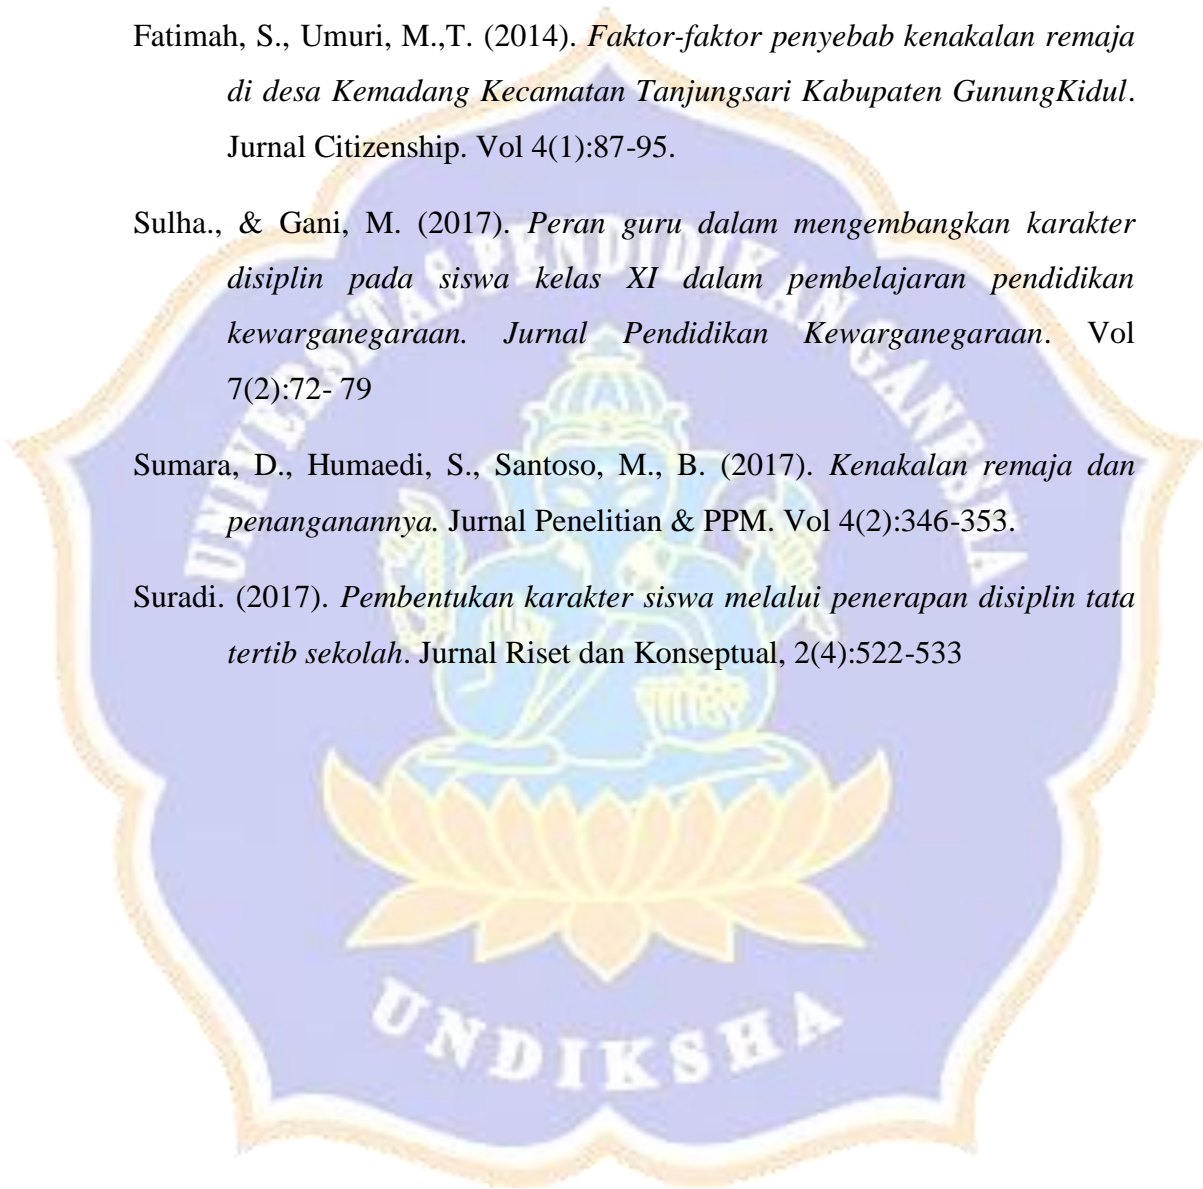 Fatimah, S., Umuri, M.,T. (2014). Faktor-faktor penyebab kenakalan remaja
di desa Kemadang Kecamatan Tanjungsari Kabupaten GunungKidul.
Jurnal Citizenship. Vol 4(1):87-95.
Sulha., & Gani, M. (2017). Peran guru dalam mengembangkan karakter
disiplin pada siswa kelas XI dalam pembelajaran pendidikan
kewarganegaraan. Jurnal Pendidikan Kewarganegaraan. Vol
7(2):72- 79
Sumara, D., Humaedi, S., Santoso, M., B. (2017). Kenakalan remaja dan
penanganannya. Jurnal Penelitian & PPM. Vol 4(2):346-353.
Suradi. (2017). Pembentukan karakter siswa melalui penerapan disiplin tata
tertib sekolah. Jurnal Riset dan Konseptual, 2(4):522-533
UNIVERSITAS PENDIDIKAN GANESHA
UNDIKSHA